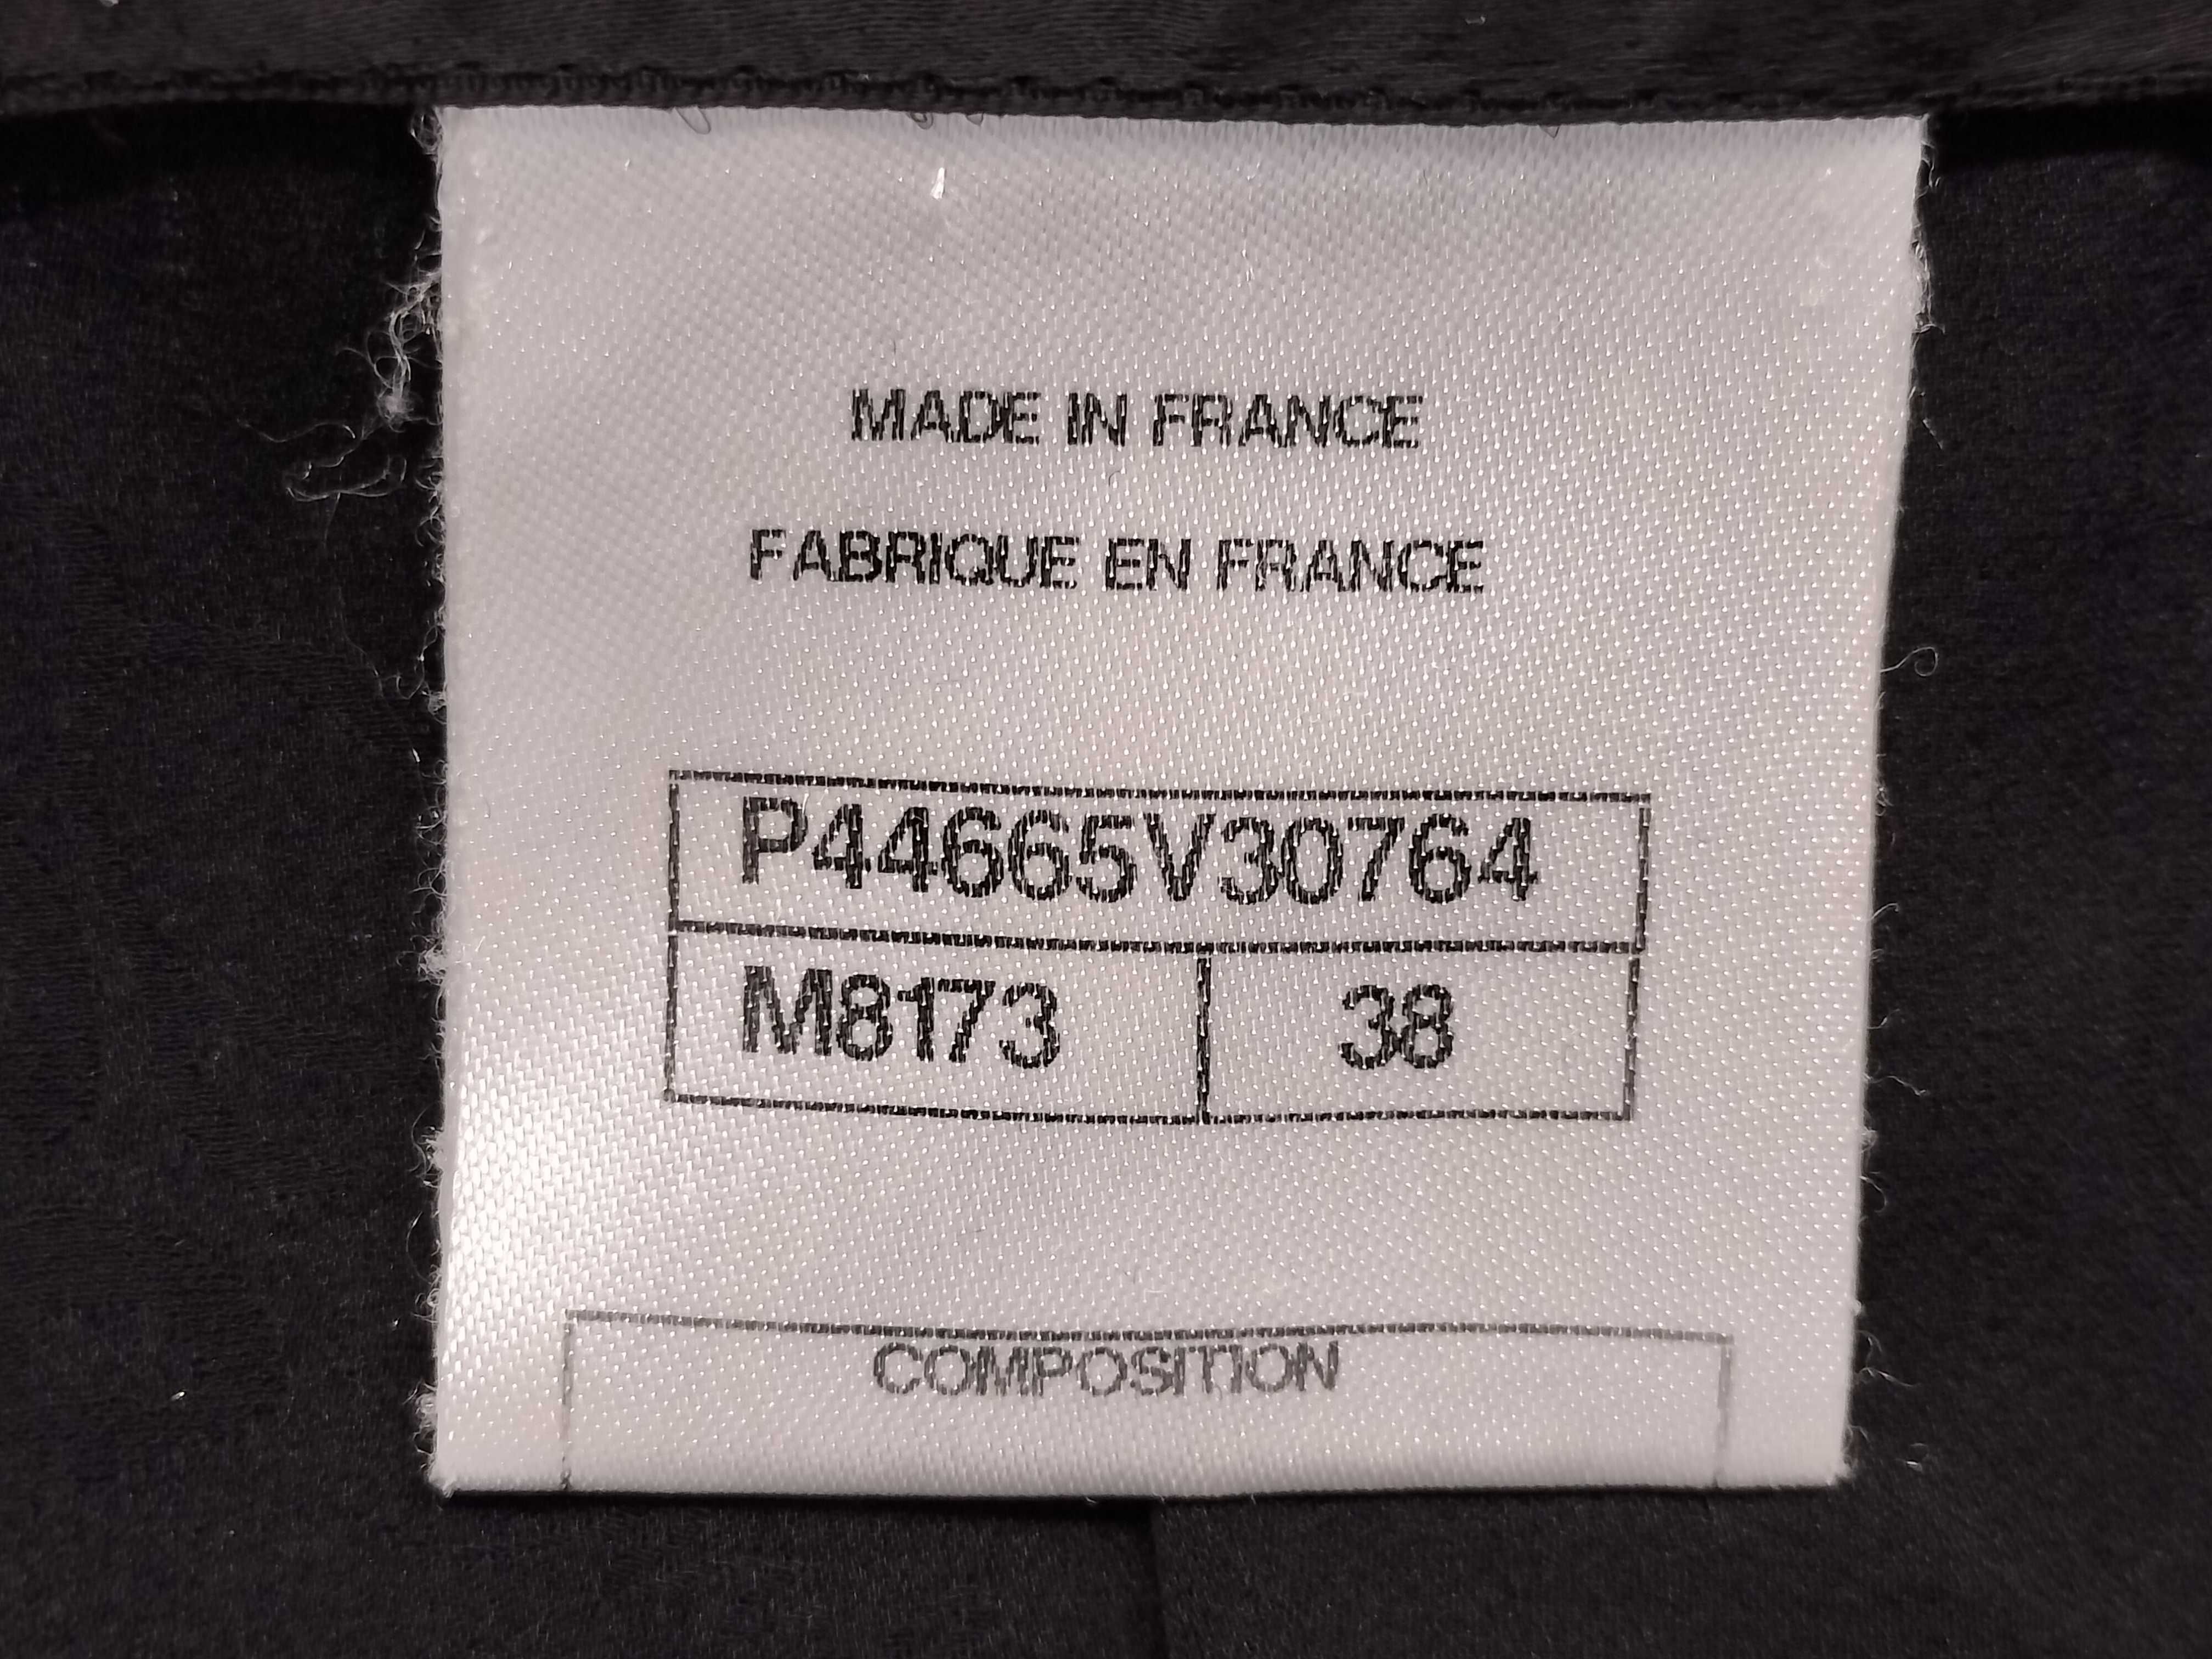 MADE IN FRANCE
FABRIQUE EN FRANCE
P44665V30764
M8173 38
COMPOSITION